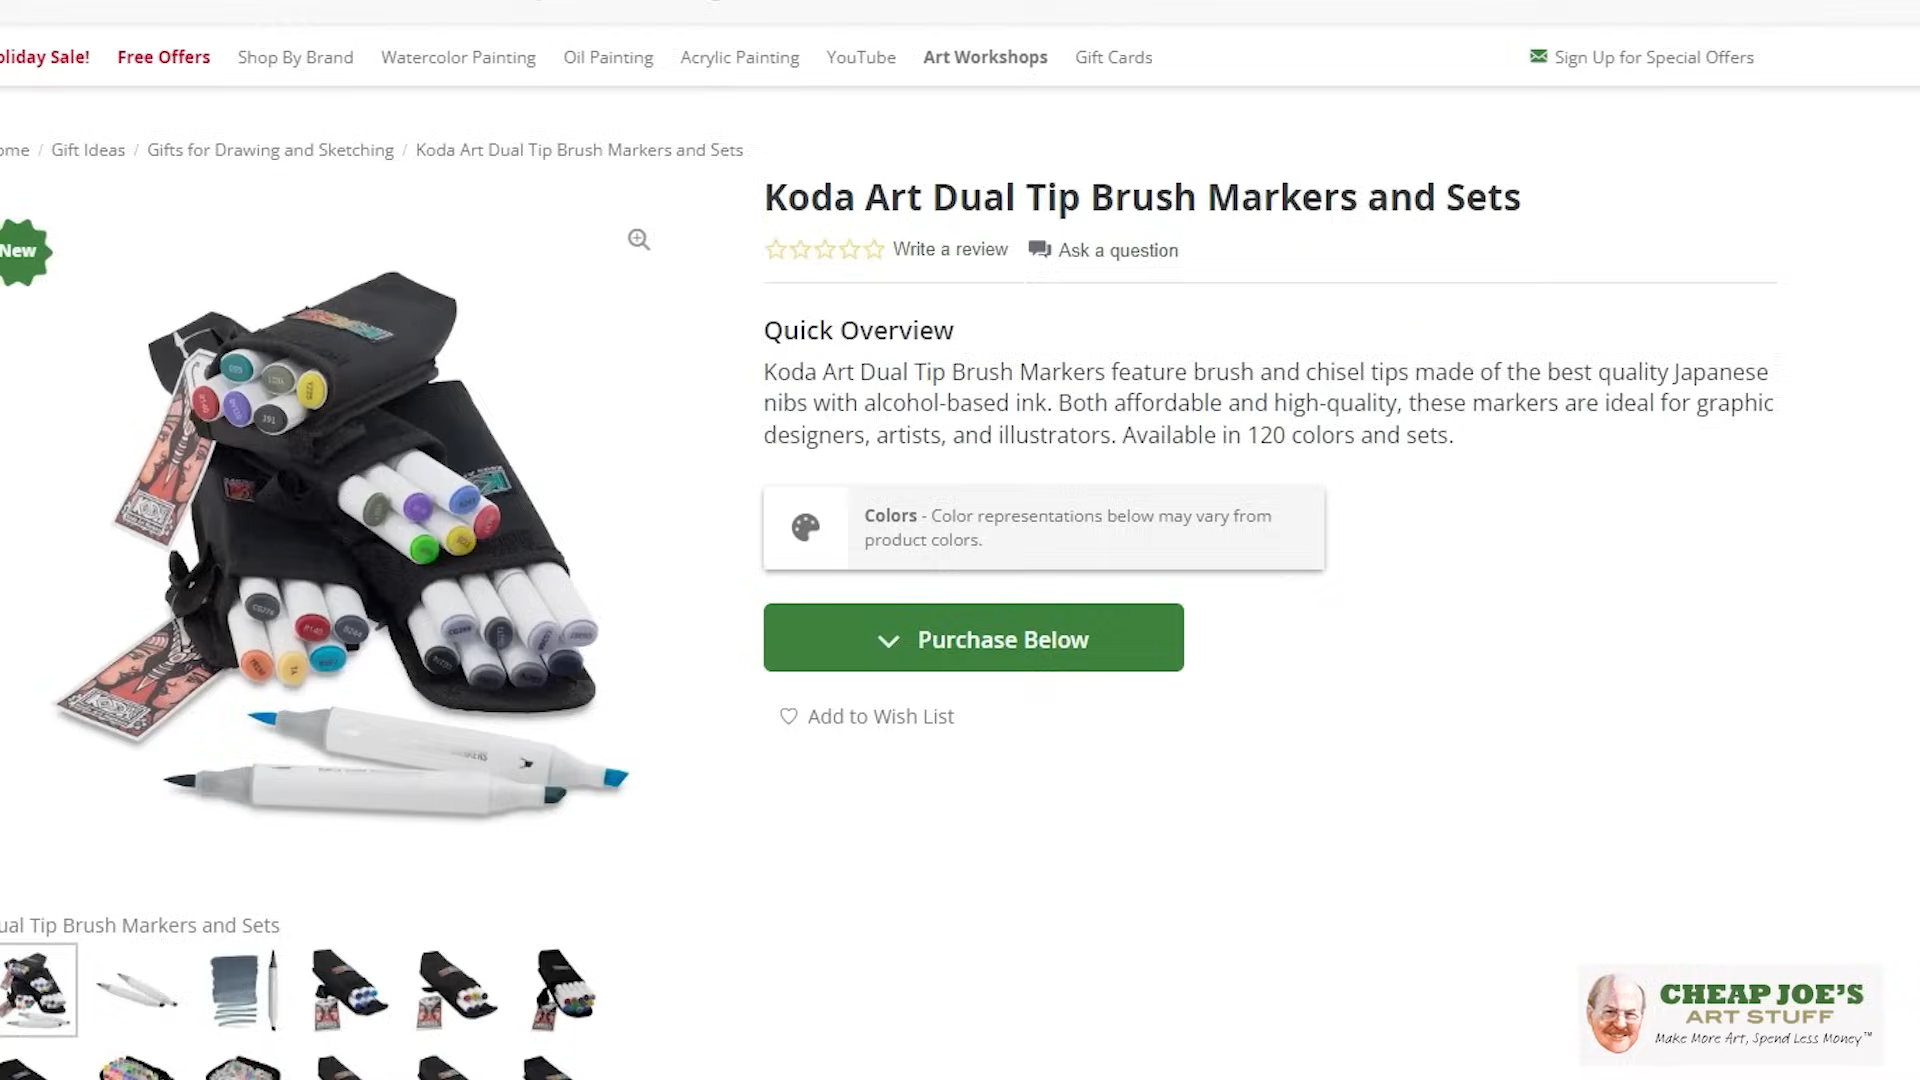 oliday Sale! Free Offers Shop By Brand Watercolor Painting Oil Painting Acrylic Painting YouTube Art Workshops Gift Cards Sign Up for Special Offers
ome / Gift Ideas / Gifts for Drawing and Sketching / Koda Art Dual Tip Brush Markers and Sets
New
Koda Art Dual Tip Brush Markers and Sets
Write a review Ask a question
Quick Overview
Koda Art Dual Tip Brush Markers feature brush and chisel tips made of the best quality Japanese
nibs with alcohol-based ink. Both affordable and high-quality, these markers are ideal for graphic
designers, artists, and illustrators. Available in 120 colors and sets.
Colors - Color representations below may vary from
product colors.
Purchase Below
Add to Wish List
391
KODA
KODA
ual Tip Brush Markers and Sets
CHEAP JOE'S
ART STUFF
Make More Art, Spend Less Money™